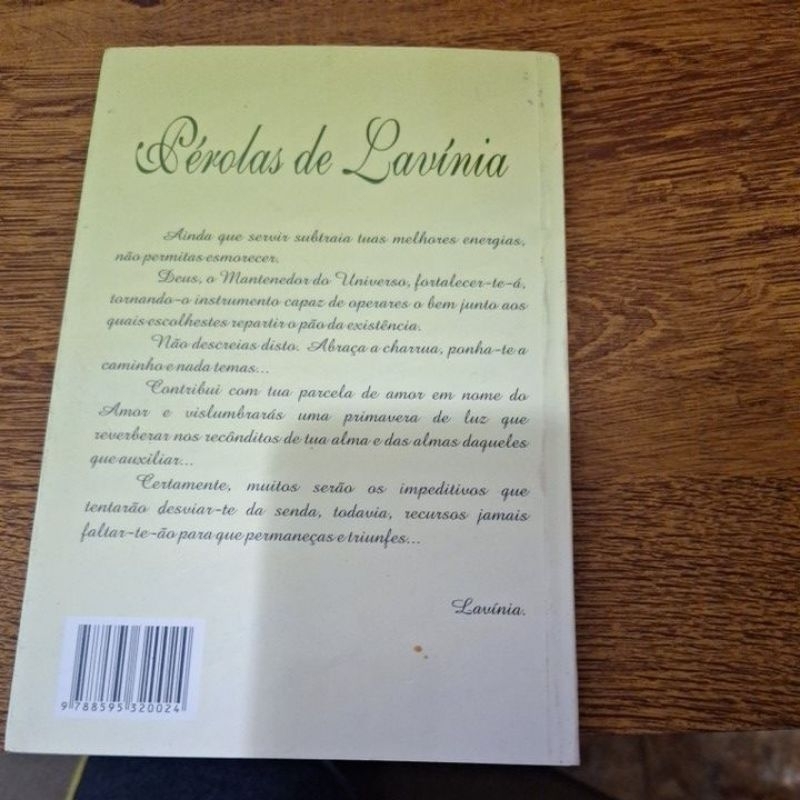 Pérolas de Lavínia
Ainda que servir subtraia tuas melhores energias,
não permitas esmorecer.
Deus, o Mantenedor do Universo, fortalecer-te-á,
tornando-o instrumento capaz de operares o bem junto aos
quais escolhestes repartir o pão da existência.
Não descreias disto. Abraça a charrua, ponha-te a
caminho e nada temas...
Contribui com tua parcela de amor em nome do
Amor e vislumbrarás uma primavera de luz que
reverberar nos recônditos de tua alma e das almas daqueles
que auxiliar...
Certamente, muitos serão os impeditivos que
tentarão desviar-te da senda, todavia, recursos jamais
faltar-te-ão para que permaneças e triunfes...
Lavínia.
9 788595 320024